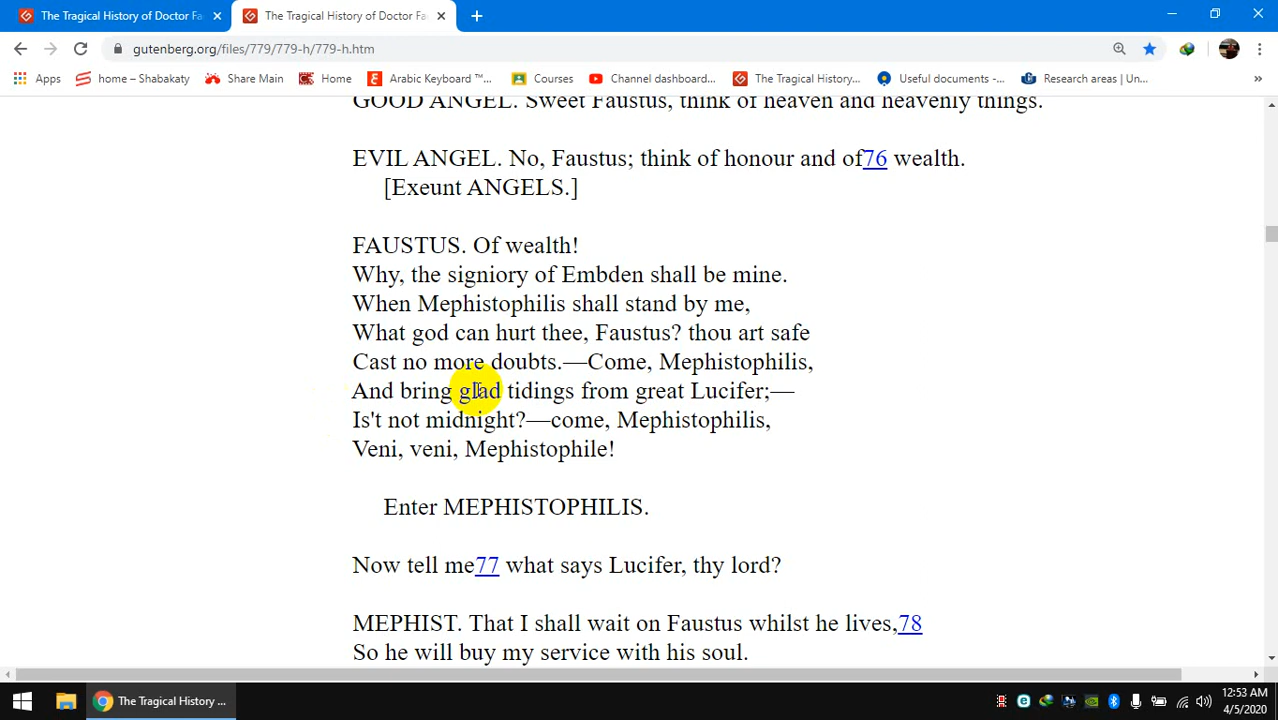 The Tragical History of Doctor Fa
The Tragical History of Doctor Fa
gutenberg.org/files/779/779-h/779-h.htm
Apps
home – Shabakaty
Share Main
Home
Arabic Keyboard ™...
Courses
Channel dashboard...
The Tragical History...
Useful documents -...
Research areas | Un...
»
GOOD ANGEL. Sweet Faustus, think of heaven and heavenly things.
EVIL ANGEL. No, Faustus; think of honour and of76 wealth.
[Exeunt ANGELS.]
FAUSTUS. Of wealth!
Why, the signiory of Embden shall be mine.
When Mephistophilis shall stand by me,
What god can hurt thee, Faustus? thou art safe
Cast no more doubts.—Come, Mephistophilis,
And bring glad tidings from great Lucifer;—
Is't not midnight?—come, Mephistophilis,
Veni, veni, Mephistophile!
Enter MEPHISTOPHILIS.
Now tell me77 what says Lucifer, thy lord?
MEPHIST. That I shall wait on Faustus whilst he lives,78
So he will buy my service with his soul.
The Tragical History ...
12:53 AM
4/5/2020